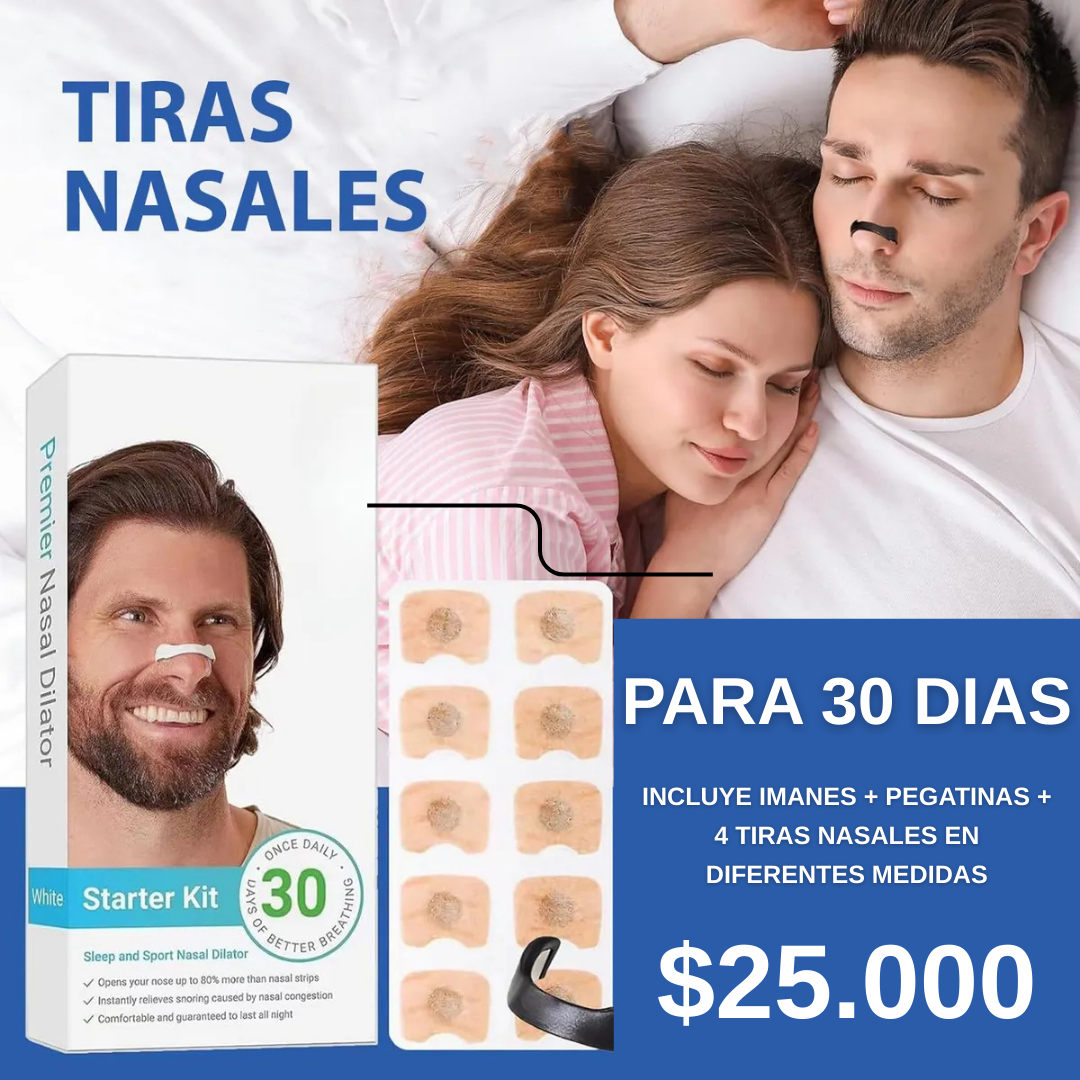 TIRAS
NASALES
Premier Nasal Dilator
White
Starter Kit
ONCE DAILY
30
DAYS OF BETTER BREATHING
Sleep and Sport Nasal Dilator
✓ Opens your nose up to 80% more than nasal strips
✓ Instantly relieves snoring caused by nasal congestion
✓ Comfortable and guaranteed to last all night
PARA 30 DIAS
INCLUYE IMANES + PEGATINAS +
4 TIRAS NASALES EN
DIFERENTES MEDIDAS
$25.000